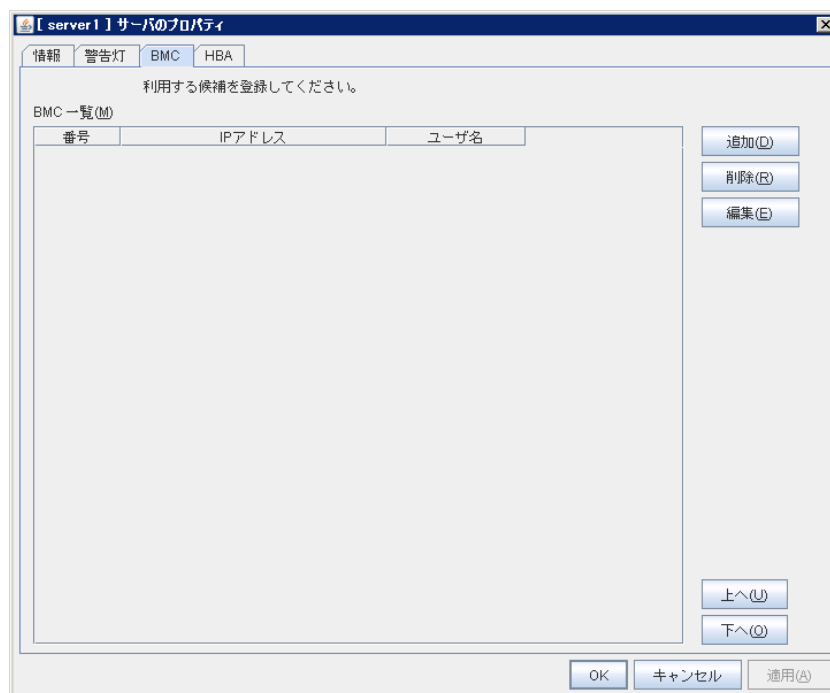 [ server1 ] サーバのプロパティ
情報 警告灯 BMC HBA
利用する候補を登録してください。
BMC 一覧(M)
番号 IPアドレス ユーザ名
追加(D)
削除(R)
編集(E)
上へ(U)
下へ(O)
OK キャンセル 適用(A)